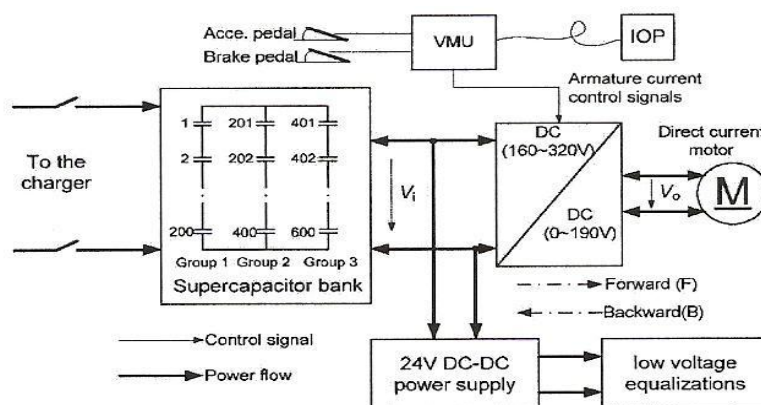 Acce. pedal
Brake pedal
VMU
IOP
Armature current
control signals
To the
charger
1 201 401
2 202 402
200 400 600
Group 1 Group 2 Group 3
Supercapacitor bank
Vi
DC
(160~320V)
DC
(0~190V)
Direct current
motor
Vo
M
Forward (F)
Backward(B)
Control signal
Power flow
24V DC-DC
power supply
low voltage
equalizations